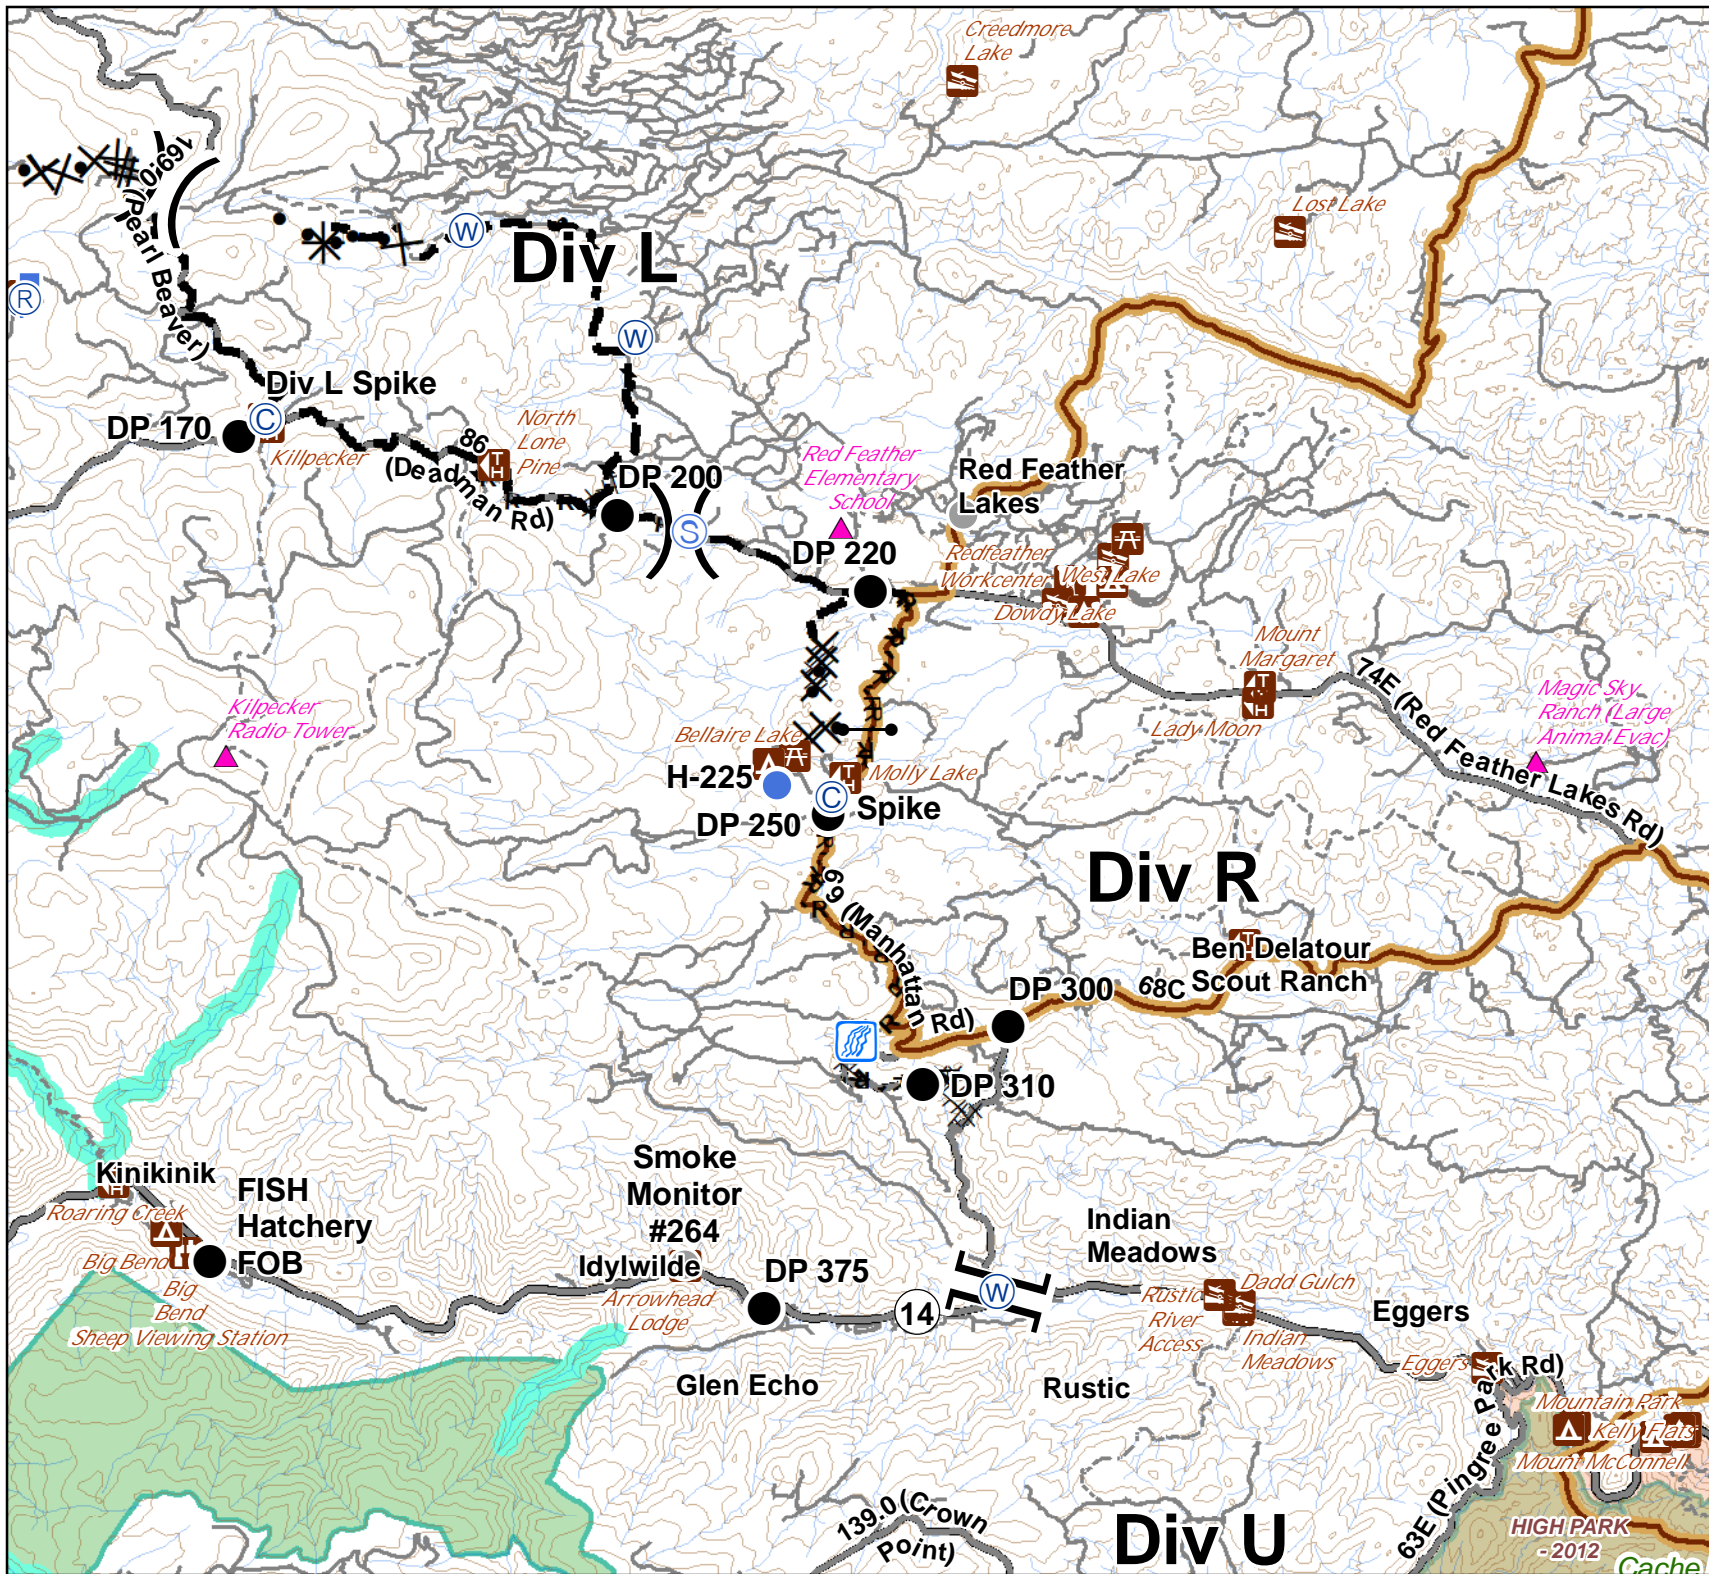 Creedmore
Lake
169.0
(Pearl Beaver)
Lost Lake
W
Div L
R
W
Div L Spike
C
DP 170
Killpecker
86
(Deadman Rd)
North
Lone
Pine
TH
DP 200
S
Red Feather
Elementary
School
Red Feather
Lakes
DP 220
Redfeather
Workcenter
West Lake
Dowdy Lake
Mount
Margaret
Lady Moon
74E (Red Feather Lakes Rd)
Magic Sky
Ranch (Large
Animal Evac)
Kilpecker
Radio Tower
Bellaire Lake
H-225
Molly Lake
C
Spike
DP 250
Div R
69 (Manhattan Rd)
Ben Delatour
Scout Ranch
DP 300
68C
DP 310
Kinikinik
Roaring Creek
FISH
Hatchery
FOB
Big Bend
Big
Bend
Sheep Viewing Station
Smoke
Monitor
#264
Idylwilde
Arrowhead
Lodge
DP 375
14
W
Indian
Meadows
Rustic
River
Access
Dadd Gulch
Indian
Meadows
Eggers
Eggers
Glen Echo
Rustic
63E (Pingree Park Rd)
Mountain Park
Kelly Flats
Mount McConnell
139.0 (Crown
Point)
Div U
HIGH PARK
- 2012
Cache